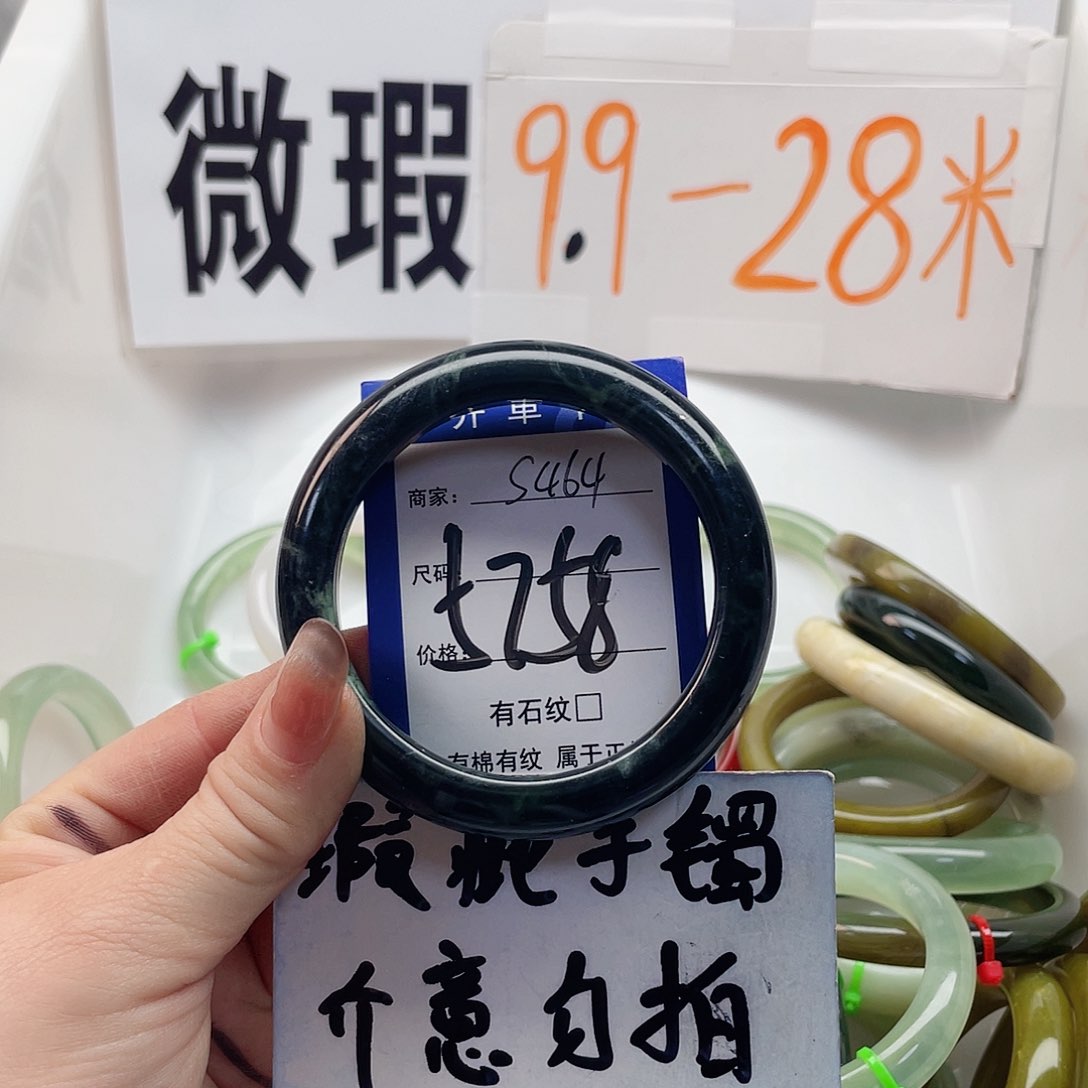 微瑕 9.9-28米
商家: S464
尺码:
价格:
有石纹□
有棉有纹 属于正
瑕疵手镯
介意勿拍